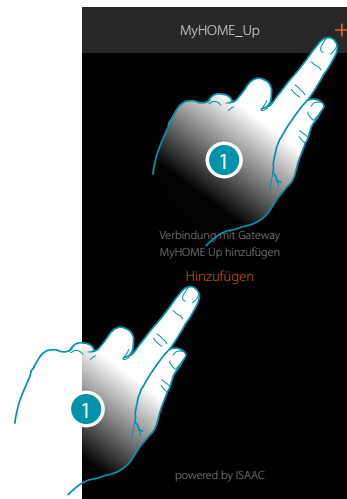 MyHOME_Up
+
1
Verbindung mit Gateway
MyHOME Up hinzufügen
Hinzufügen
1
powered by ISAAC